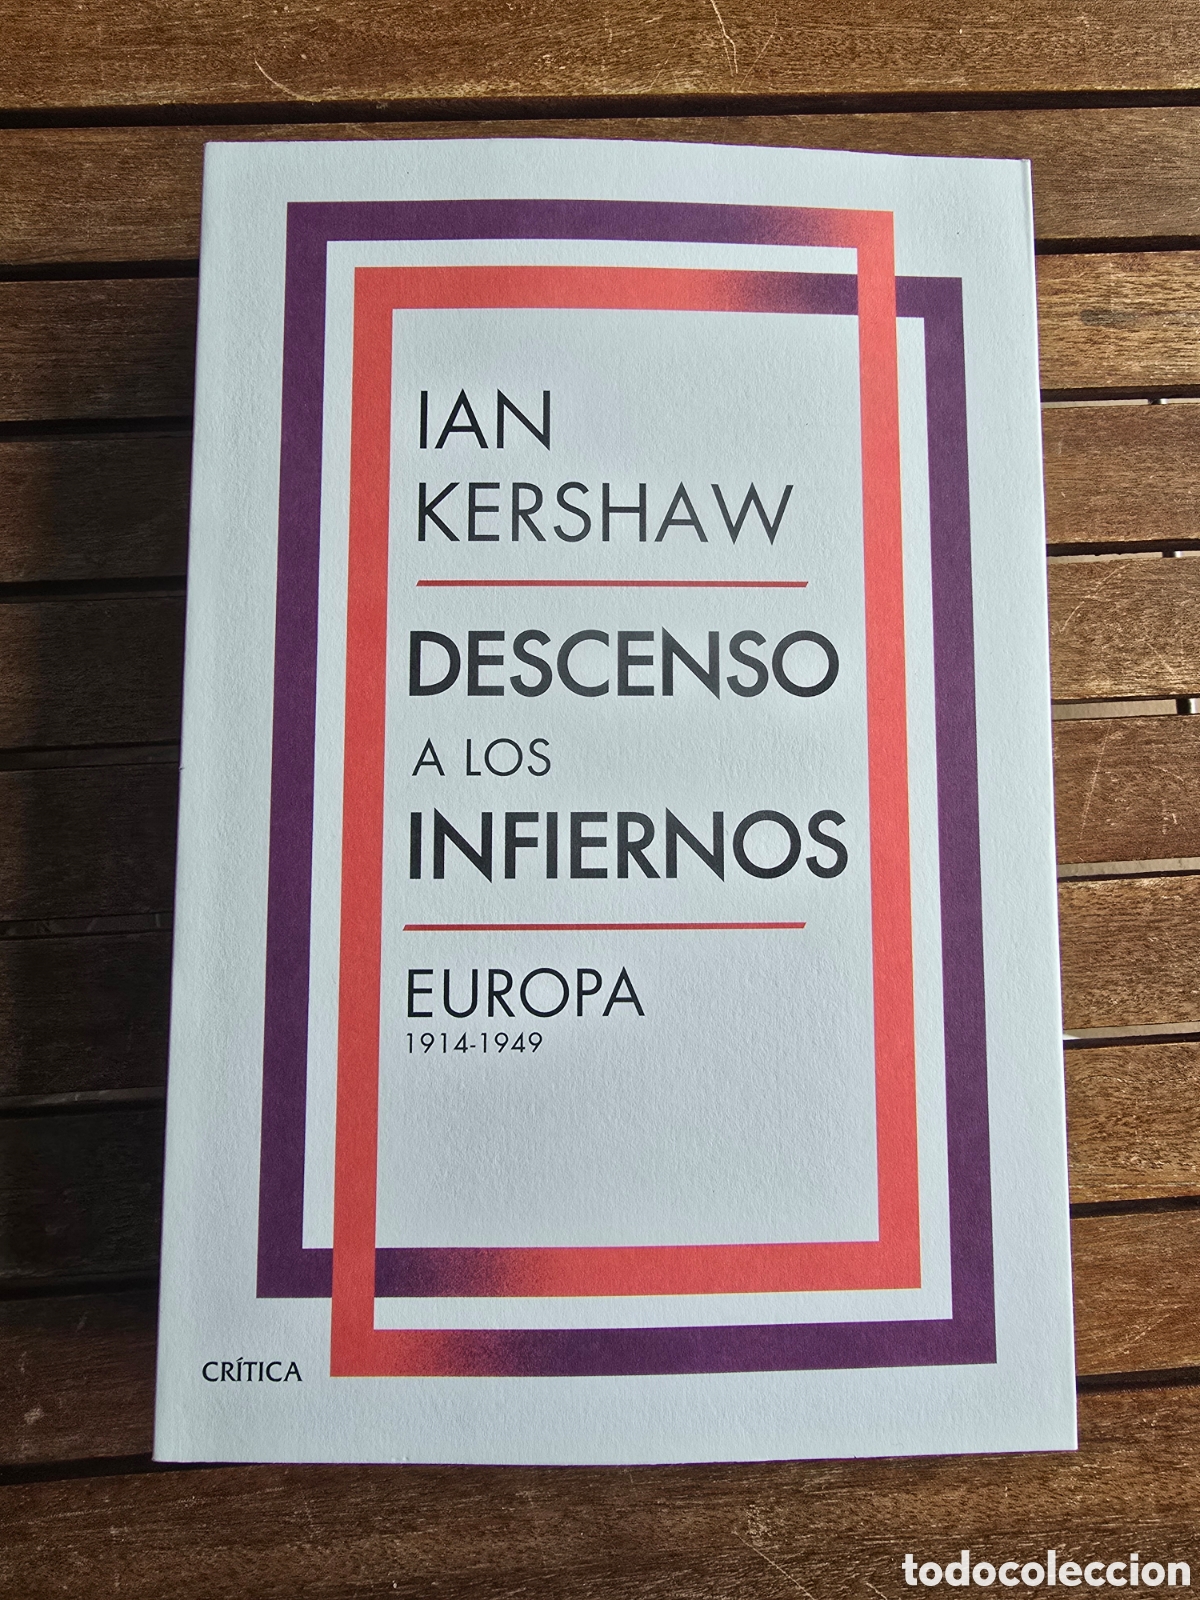 IAN
KERSHAW
DESCENSO
A LOS
INFIERNOS
EUROPA
1914-1949
CRÍTICA
todocoleccion